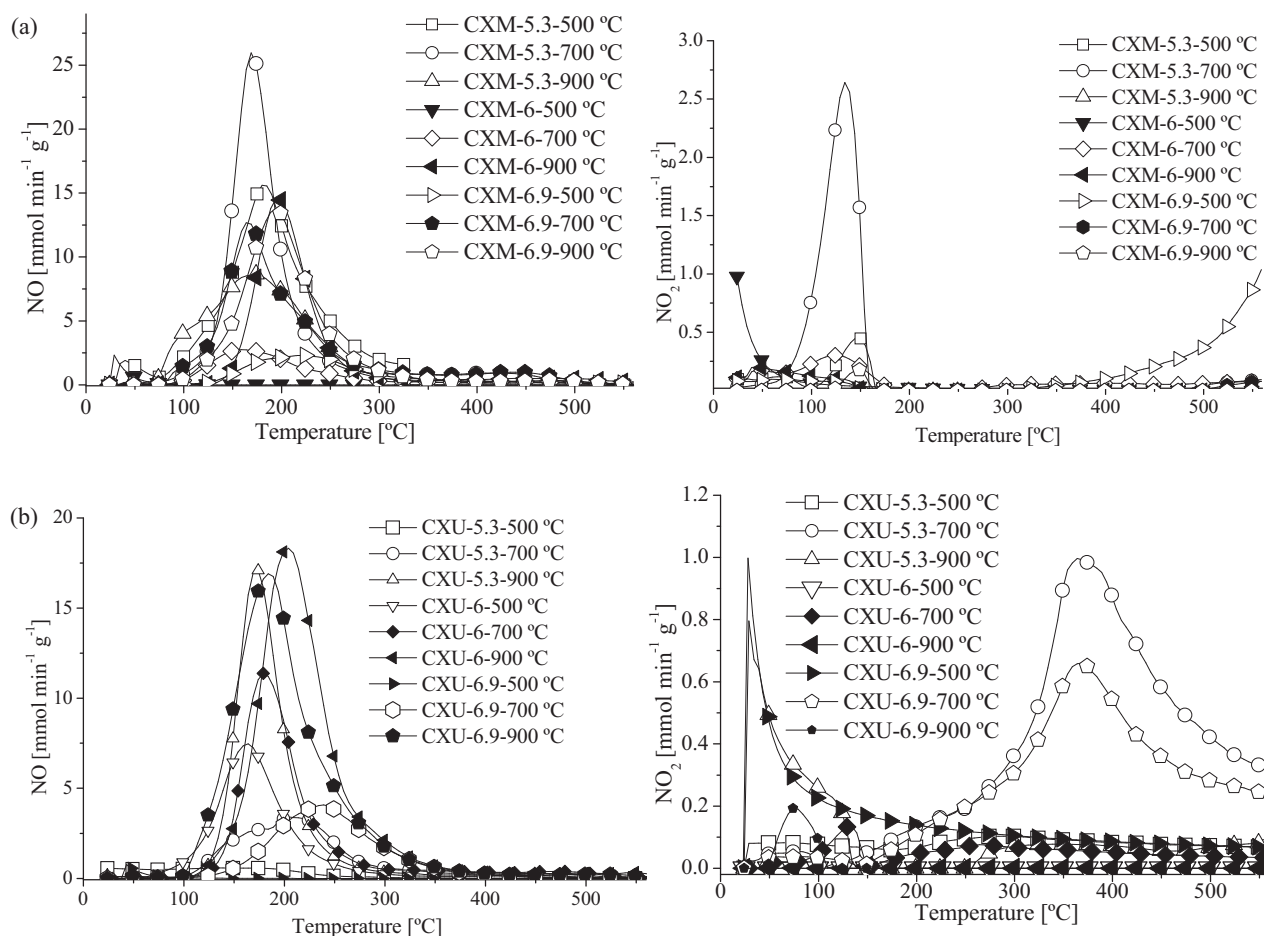 (a)
CXM-5.3-500 ºC
CXM-5.3-700 ºC
CXM-5.3-900 ºC
CXM-6-500 ºC
CXM-6-700 ºC
CXM-6-900 ºC
CXM-6.9-500 ºC
CXM-6.9-700 ºC
CXM-6.9-900 ºC
NO [mmol min⁻¹ g⁻¹]
25
20
15
10
5
0
0 100 200 300 400 500
Temperature [ºC]
CXM-5.3-500 ºC
CXM-5.3-700 ºC
CXM-5.3-900 ºC
CXM-6-500 ºC
CXM-6-700 ºC
CXM-6-900 ºC
CXM-6.9-500 ºC
CXM-6.9-700 ºC
CXM-6.9-900 ºC
NO₂ [mmol min⁻¹ g⁻¹]
3.0
2.5
2.0
1.5
1.0
0.5
0 100 200 300 400 500
Temperature [ºC]
(b)
CXU-5.3-500 ºC
CXU-5.3-700 ºC
CXU-5.3-900 ºC
CXU-6-500 ºC
CXU-6-700 ºC
CXU-6-900 ºC
CXU-6.9-500 ºC
CXU-6.9-700 ºC
CXU-6.9-900 ºC
NO [mmol min⁻¹ g⁻¹]
20
15
10
5
0
0 100 200 300 400 500
Temperature [ºC]
CXU-5.3-500 ºC
CXU-5.3-700 ºC
CXU-5.3-900 ºC
CXU-6-500 ºC
CXU-6-700 ºC
CXU-6-900 ºC
CXU-6.9-500 ºC
CXU-6.9-700 ºC
CXU-6.9-900 ºC
NO₂ [mmol min⁻¹ g⁻¹]
1.2
1.0
0.8
0.6
0.4
0.2
0.0
0 100 200 300 400 500
Temperature [ºC]